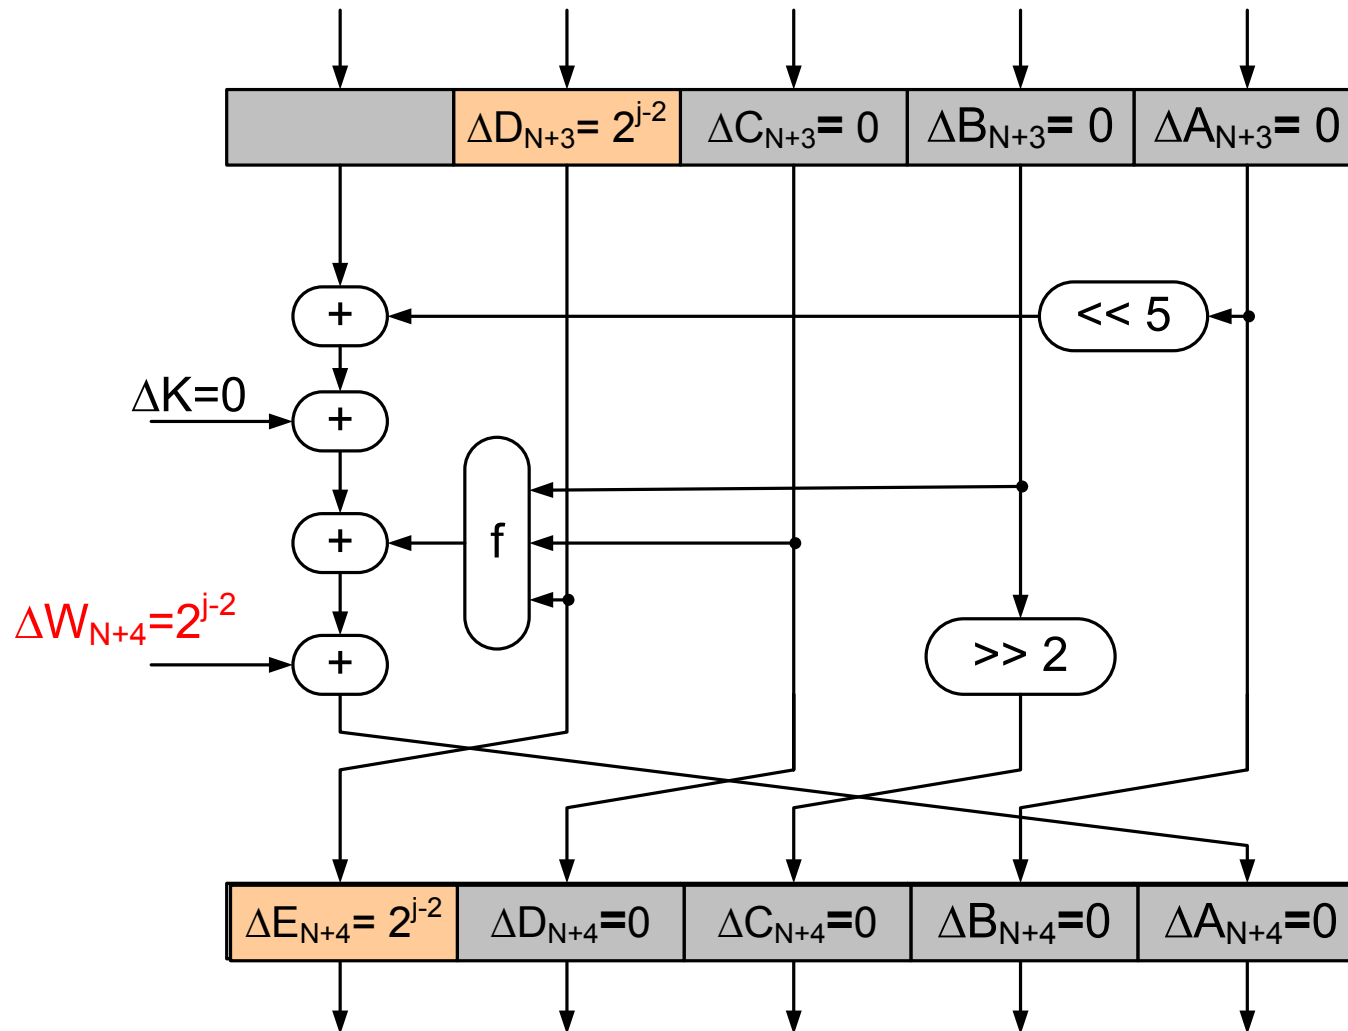 ΔD_{N+3}= 2^{j-2} ΔC_{N+3}= 0 ΔB_{N+3}= 0 ΔA_{N+3}= 0
+
<< 5
ΔK=0
+
+
f
ΔW_{N+4}=2^{j-2}
+
>> 2
ΔE_{N+4}= 2^{j-2} ΔD_{N+4}=0 ΔC_{N+4}=0 ΔB_{N+4}=0 ΔA_{N+4}=0